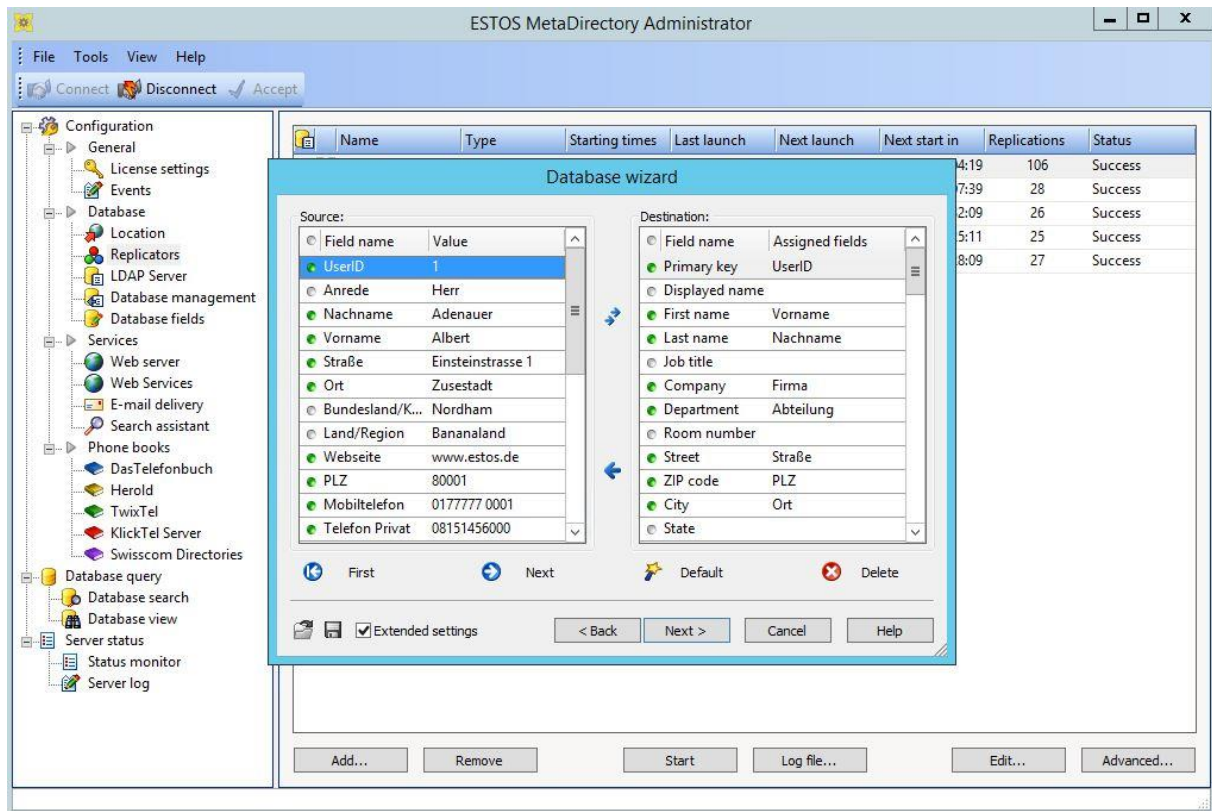 ESTOS MetaDirectory Administrator
File Tools View Help
Connect Disconnect Accept
Configuration
General
License settings
Events
Database
Location
Replicators
LDAP Server
Database management
Database fields
Services
Web server
Web Services
E-mail delivery
Search assistant
Phone books
DasTelefonbuch
Herold
TwixTel
KlickTel Server
Swisscom Directories
Database query
Database search
Database view
Server status
Status monitor
Server log
Name Type Starting times Last launch Next launch Next start in Replications Status
4:19 106 Success
7:39 28 Success
2:09 26 Success
5:11 25 Success
8:09 27 Success
Database wizard
Source:
Field name Value
UserID 1
Anrede Herr
Nachname Adenauer
Vorname Albert
Straße Einsteinstrasse 1
Ort Zusestadt
Bundesland/K... Nordham
Land/Region Bananaland
Webseite www.estos.de
PLZ 80001
Mobiltelefon 0177777 0001
Telefon Privat 08151456000
Destination:
Field name Assigned fields
Primary key UserID
Displayed name
First name Vorname
Last name Nachname
Job title
Company Firma
Department Abteilung
Room number
Street Straße
ZIP code PLZ
City Ort
State
First Next Default Delete
Extended settings < Back Next > Cancel Help
Add... Remove Start Log file... Edit... Advanced...